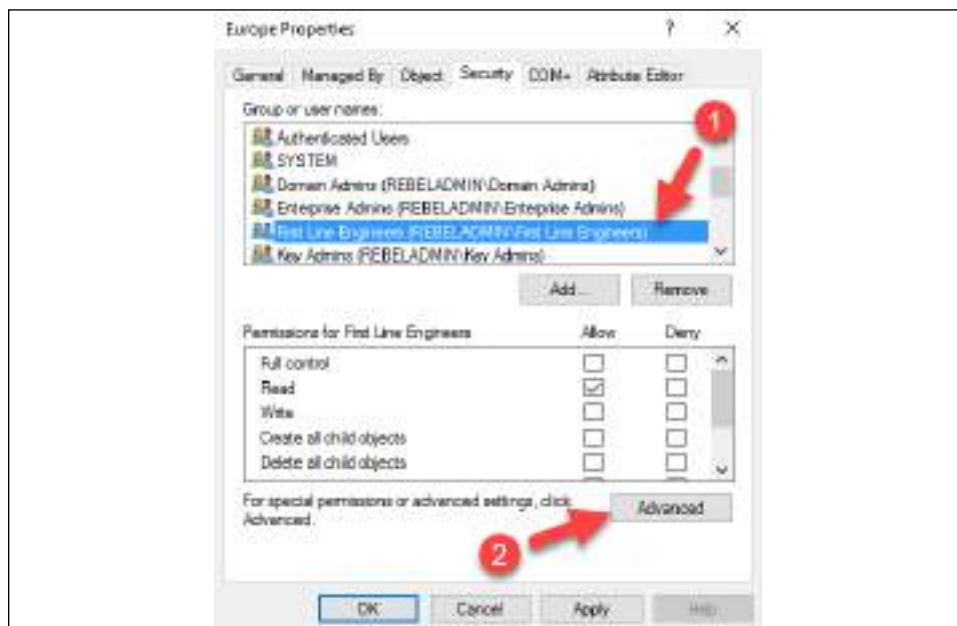 Europe Properties ? ×
General Managed By Object Security COM+ Attribute Editor
Group or user names:
1
Authenticated Users
SYSTEM
Domain Admins (REBELADMIN\Domain Admins)
Enterprise Admins (REBELADMIN\Enterprise Admins)
First Line Engineers (REBELADMIN\First Line Engineers)
Key Admins (REBELADMIN\Key Admins)
Add... Remove
Permissions for First Line Engineers Allow Deny
Full control
Read
Write
Create all child objects
Delete all child objects
For special permissions or advanced settings, click
Advanced.
Advanced
2
OK Cancel Apply Help